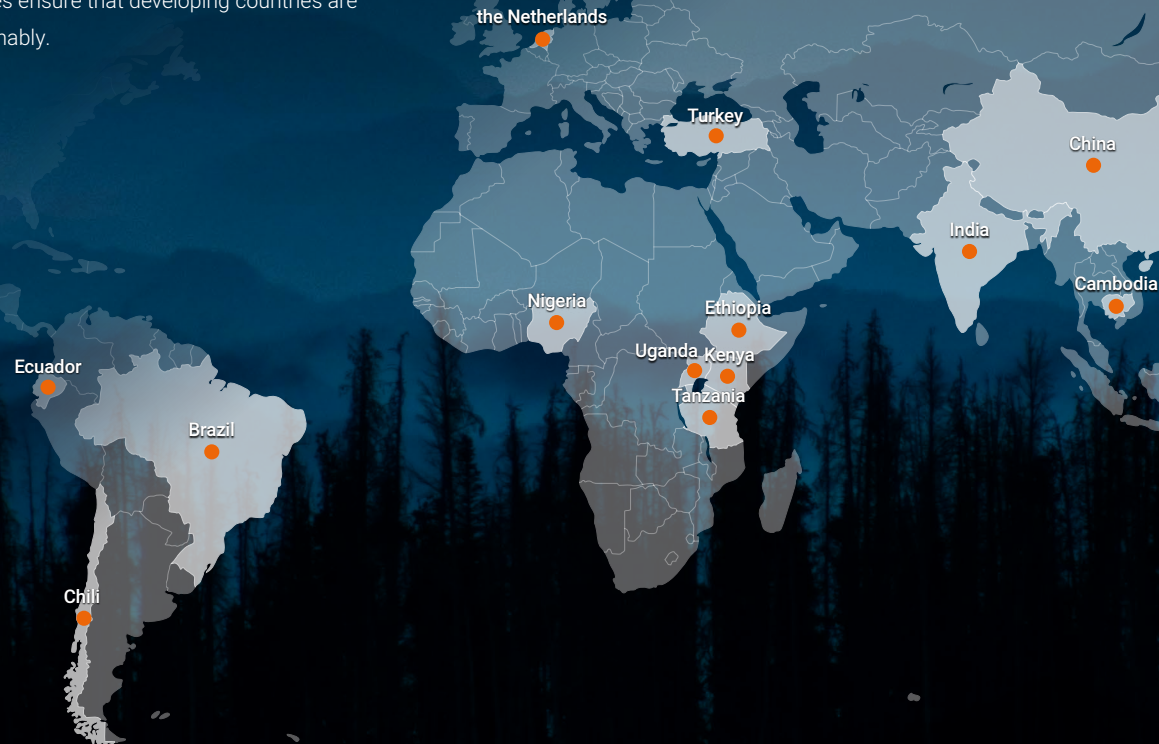 es ensure that developing countries are
nably.
the Netherlands
Turkey
China
India
Cambodia
Nigeria
Ethiopia
Uganda
Kenya
Tanzania
Ecuador
Brazil
Chili